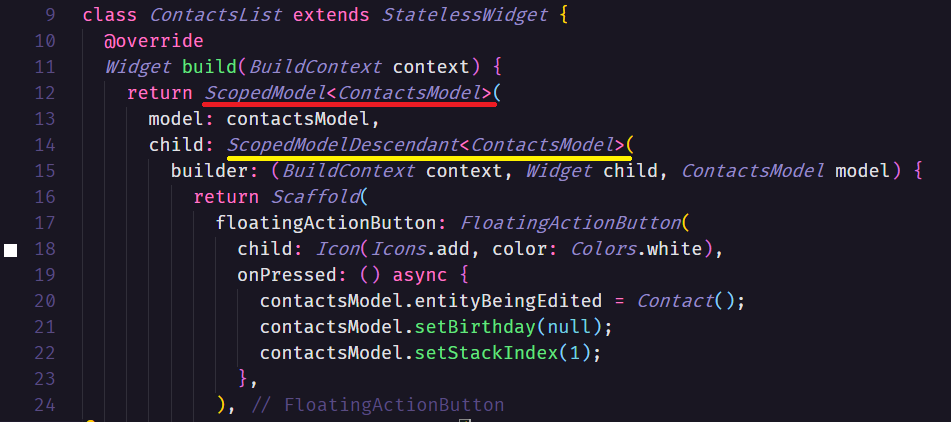 9 class ContactsList extends StatelessWidget {
10 @override
11 Widget build(BuildContext context) {
12 return ScopedModel<ContactsModel>(
13 model: contactsModel,
14 child: ScopedModelDescendant<ContactsModel>(
15 builder: (BuildContext context, Widget child, ContactsModel model) {
16 return Scaffold(
17 floatingActionButton: FloatingActionButton(
18 child: Icon(Icons.add, color: Colors.white),
19 onPressed: () async {
20 contactsModel.entityBeingEdited = Contact();
21 contactsModel.setBirthday(null);
22 contactsModel.setStackIndex(1);
23 },
24 ), // FloatingActionButton